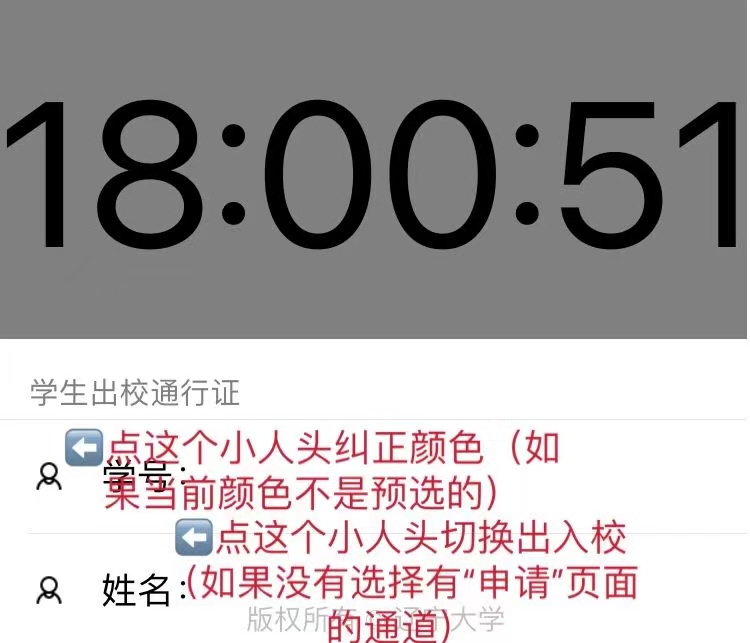 18:00:51
学生出校通行证
⬅️点这个小人头纠正颜色（如
学号：
果当前颜色不是预选的）
⬅️点这个小人头切换出入校
姓名：
（如果没有选择有“申请”页面
版权所有 辽宁大学
的通道）